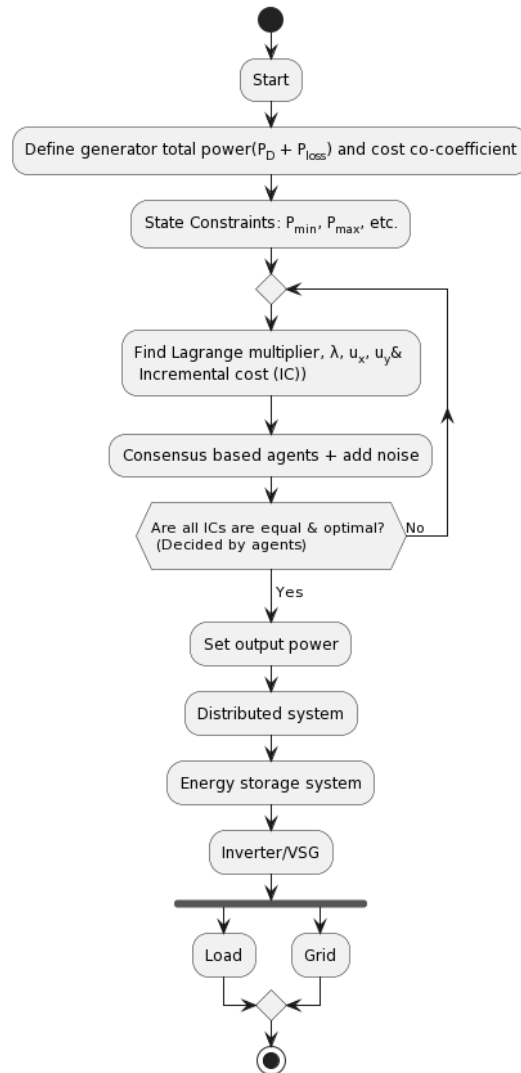 Start
Define generator total power(P_D + P_loss) and cost co-coefficient
State Constraints: P_min, P_max, etc.
Find Lagrange multiplier, λ, u_x, u_y&
Incremental cost (IC))
Consensus based agents + add noise
Are all ICs are equal & optimal?
(Decided by agents)
No
Yes
Set output power
Distributed system
Energy storage system
Inverter/VSG
Load
Grid